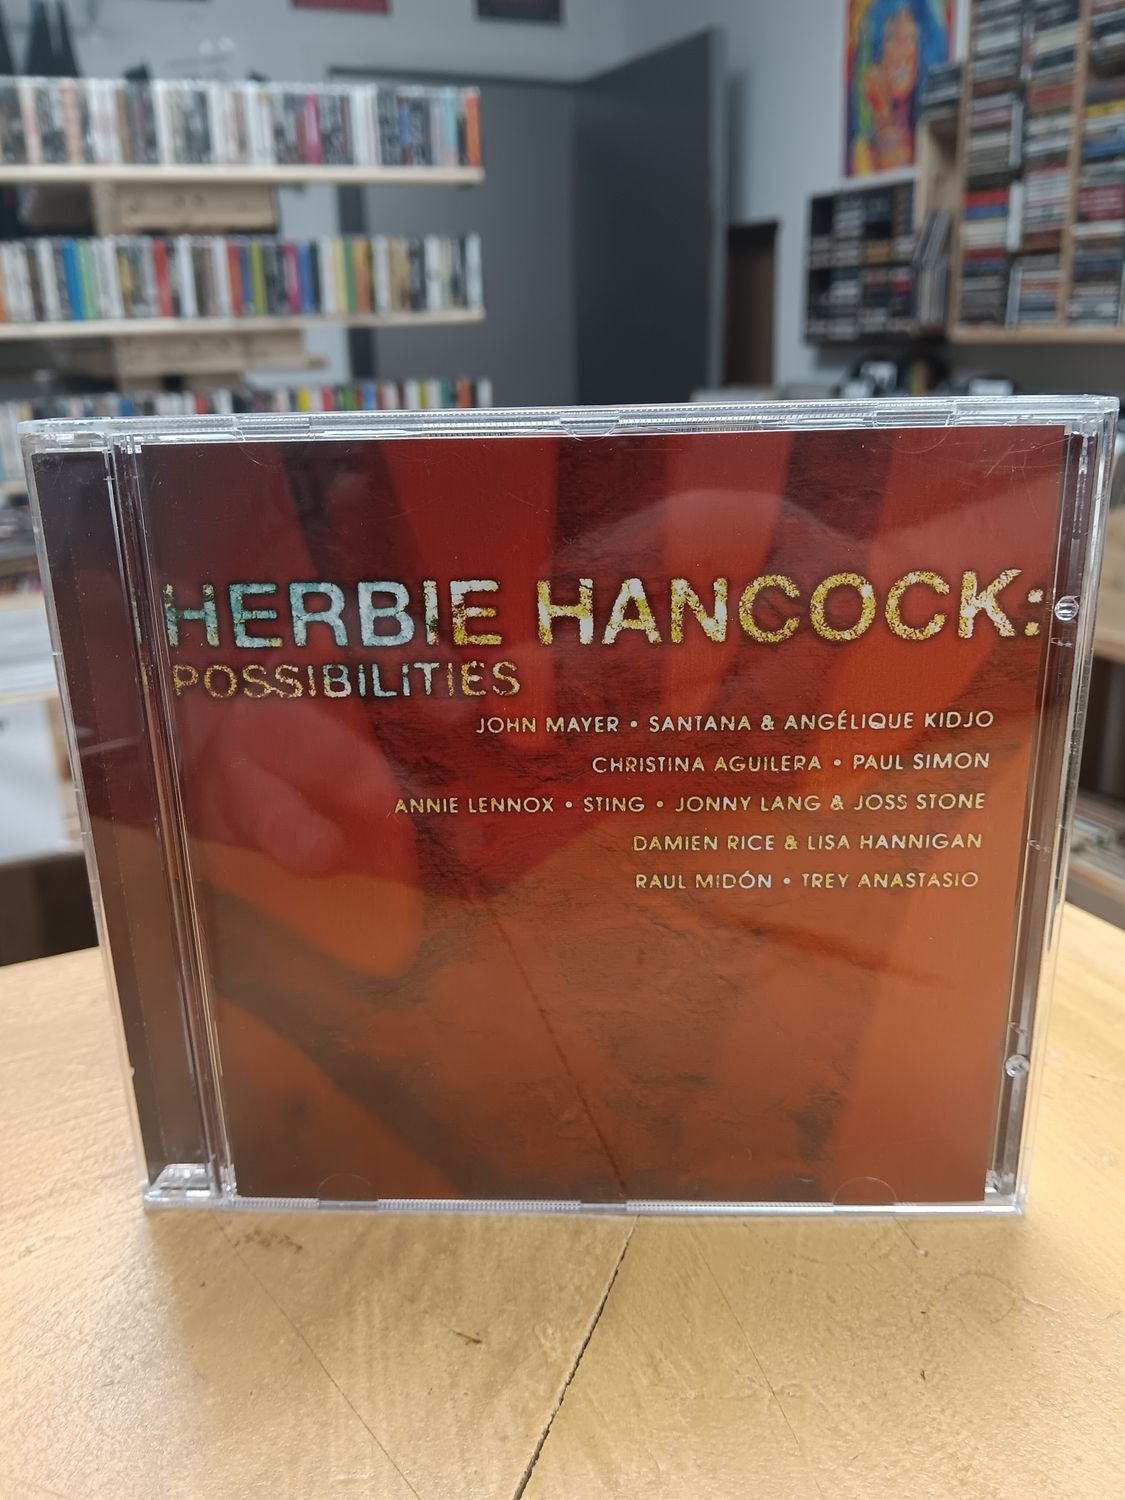 HERBIE HANCOCK:
POSSIBILITIES
JOHN MAYER • SANTANA & ANGÉLIQUE KIDJO
CHRISTINA AGUILERA • PAUL SIMON
ANNIE LENNOX • STING • JONNY LANG & JOSS STONE
DAMIEN RICE & LISA HANNIGAN
RAUL MIDÓN • TREY ANASTASIO